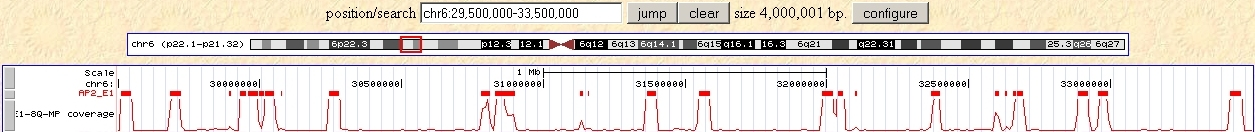 position/search chr6:29,500,000-33,500,000 jump clear size 4,000,001 bp. configure
chr6 (p22.1-p21.32) 6p22.3 p12.3 12.1 6q12 6q13 6q14.1 6q15 q16.1 16.3 6q21 q22.31 25.3 q26 6q27
Scale 1 Mb
chr6: 30000000 30500000 31000000 31500000 32000000 32500000 33000000
AP2_E1
E1-8Q-MP coverage